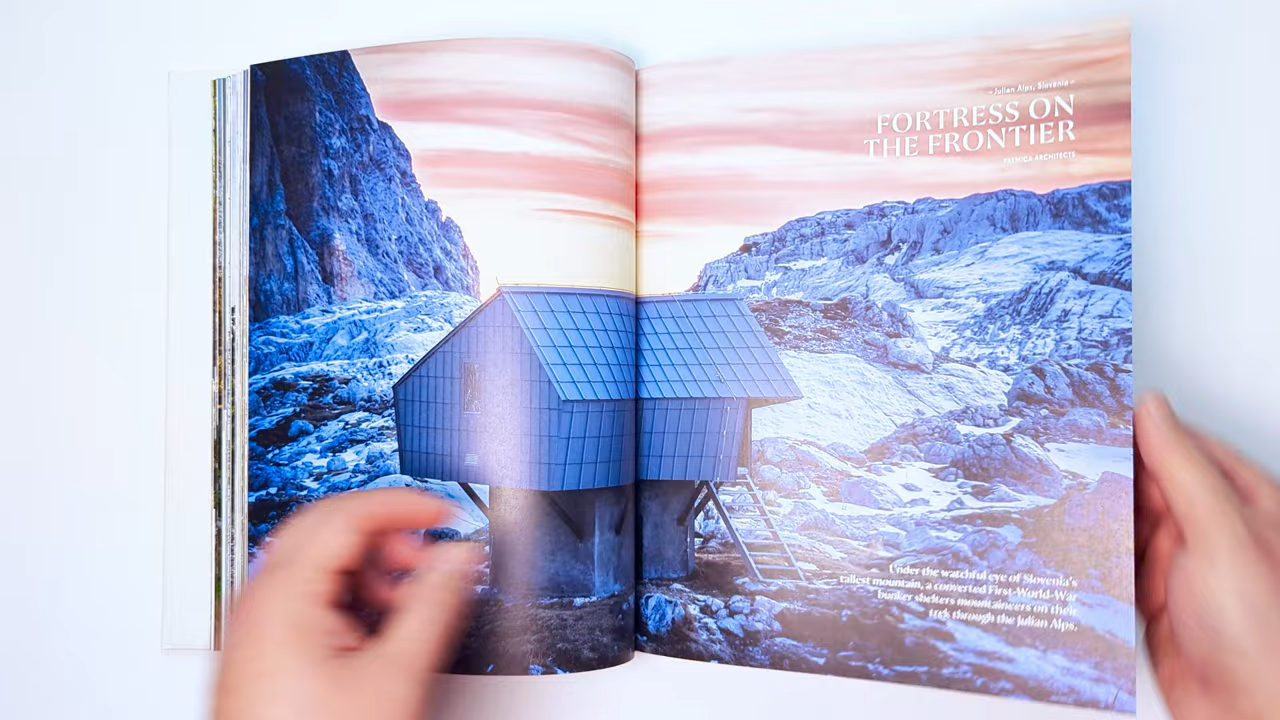 – Julian Alps, Slovenia –
FORTRESS ON
THE FRONTIER
ARCHITECTS
Under the watchful eye of Slovenia's
tallest mountain, a converted First-World-War
bunker shelters mountaineers on their
trek through the Julian Alps.